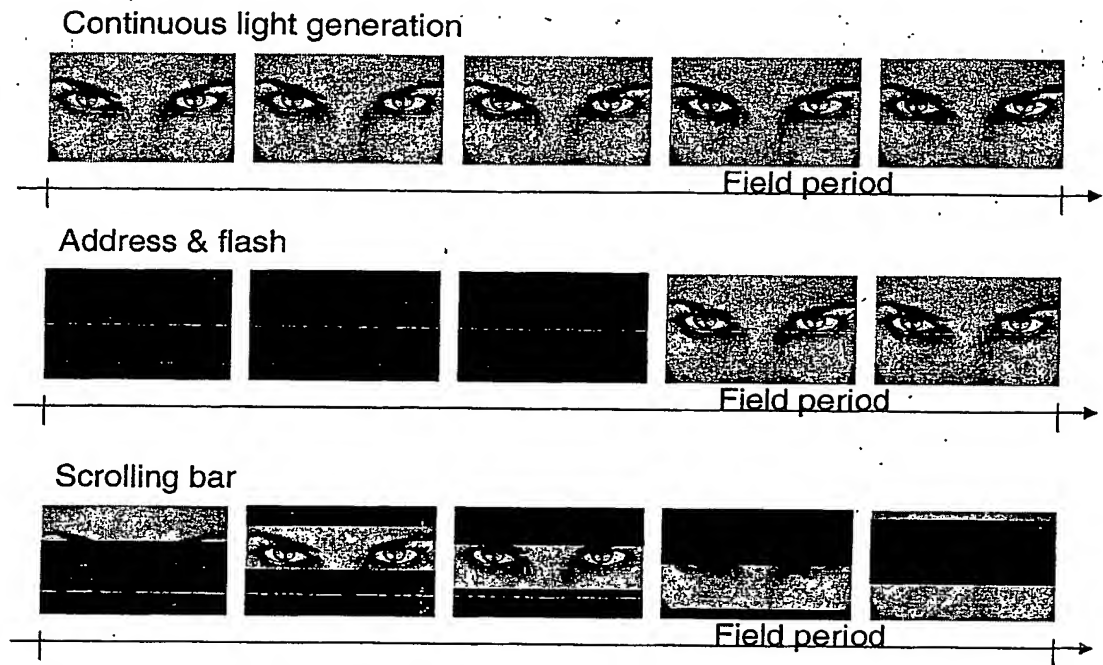 Continuous light generation
Field period
Address & flash
Field period
Scrolling bar
Field period